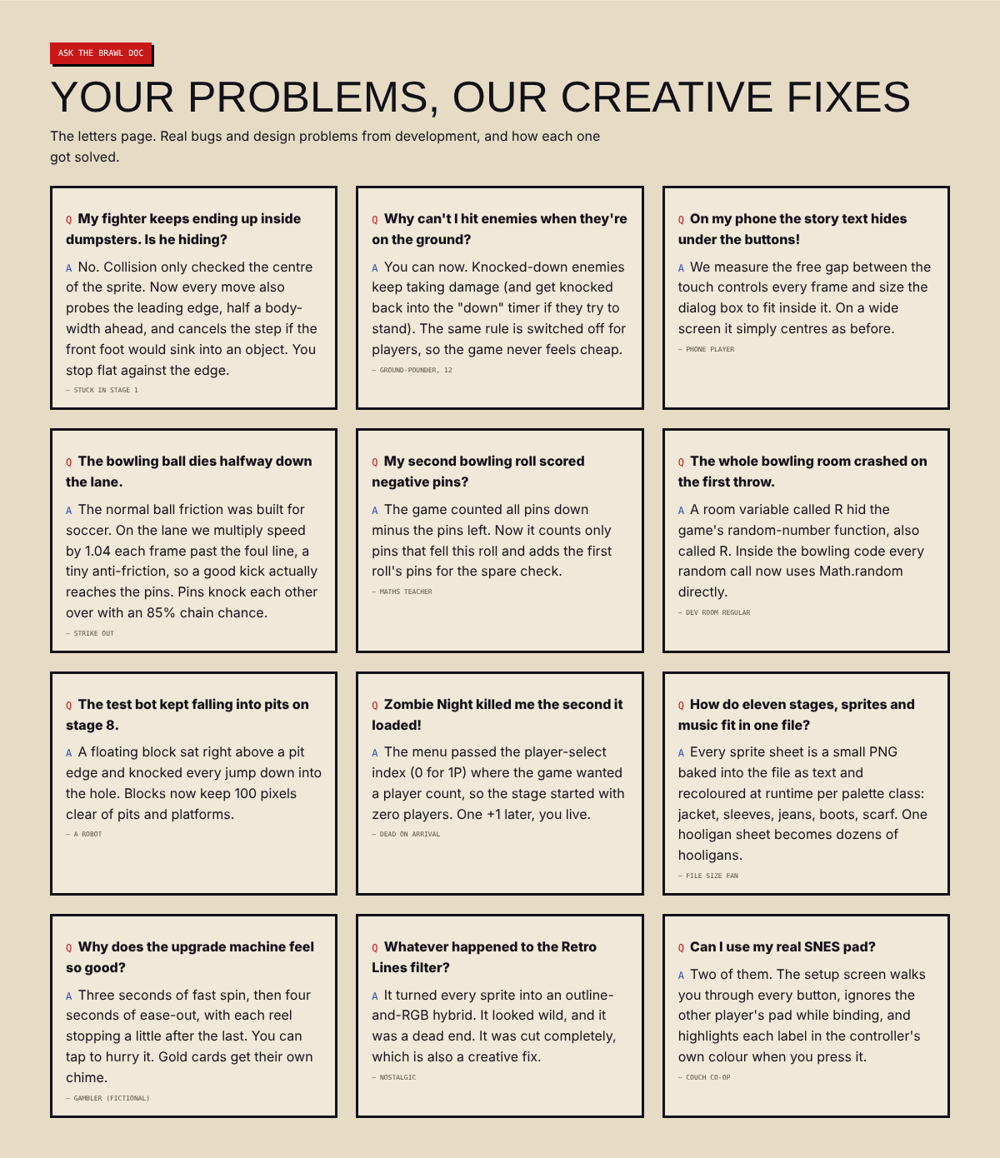 ASK THE BRAWL DOC
YOUR PROBLEMS, OUR CREATIVE FIXES
The letters page. Real bugs and design problems from development, and how each one
got solved.
Q My fighter keeps ending up inside
dumpsters. Is he hiding?
A No. Collision only checked the centre
of the sprite. Now every move also
probes the leading edge, half a body-
width ahead, and cancels the step if the
front foot would sink into an object. You
stop flat against the edge.
— STUCK IN STAGE 1
Q Why can't I hit enemies when they're
on the ground?
A You can now. Knocked-down enemies
keep taking damage (and get knocked
back into the "down" timer if they try to
stand). The same rule is switched off for
players, so the game never feels cheap.
— GROUND-POUNDER, 12
Q On my phone the story text hides
under the buttons!
A We measure the free gap between the
touch controls every frame and size the
dialog box to fit inside it. On a wide
screen it simply centres as before.
— PHONE PLAYER
Q The bowling ball dies halfway down
the lane.
A The normal ball friction was built for
soccer. On the lane we multiply speed
by 1.04 each frame past the foul line, a
tiny anti-friction, so a good kick actually
reaches the pins. Pins knock each other
over with an 85% chain chance.
— STRIKE OUT
Q My second bowling roll scored
negative pins?
A The game counted all pins down
minus the pins left. Now it counts only
pins that fell this roll and adds the first
roll's pins for the spare check.
— MATHS TEACHER
Q The whole bowling room crashed on
the first throw.
A A room variable called R hid the
game's random-number function, also
called R. Inside the bowling code every
random call now uses Math.random
directly.
— DEV ROOM REGULAR
Q The test bot kept falling into pits on
stage 8.
A A floating block sat right above a pit
edge and knocked every jump down into
the hole. Blocks now keep 100 pixels
clear of pits and platforms.
— A ROBOT
Q Zombie Night killed me the second it
loaded!
A The menu passed the player-select
index (0 for 1P) where the game wanted
a player count, so the stage started with
zero players. One +1 later, you live.
— DEAD ON ARRIVAL
Q How do eleven stages, sprites and
music fit in one file?
A Every sprite sheet is a small PNG
baked into the file as text and
recoloured at runtime per palette class:
jacket, sleeves, jeans, boots, scarf. One
hooligan sheet becomes dozens of
hooligans.
— FILE SIZE FAN
Q Why does the upgrade machine feel
so good?
A Three seconds of fast spin, then four
seconds of ease-out, with each reel
stopping a little after the last. You can
tap to hurry it. Gold cards get their own
chime.
— GAMBLER (FICTIONAL)
Q Whatever happened to the Retro
Lines filter?
A It turned every sprite into an outline-
and-RGB hybrid. It looked wild, and it
was a dead end. It was cut completely,
which is also a creative fix.
— NOSTALGIC
Q Can I use my real SNES pad?
A Two of them. The setup screen walks
you through every button, ignores the
other player's pad while binding, and
highlights each label in the controller's
own colour when you press it.
— COUCH CO-OP